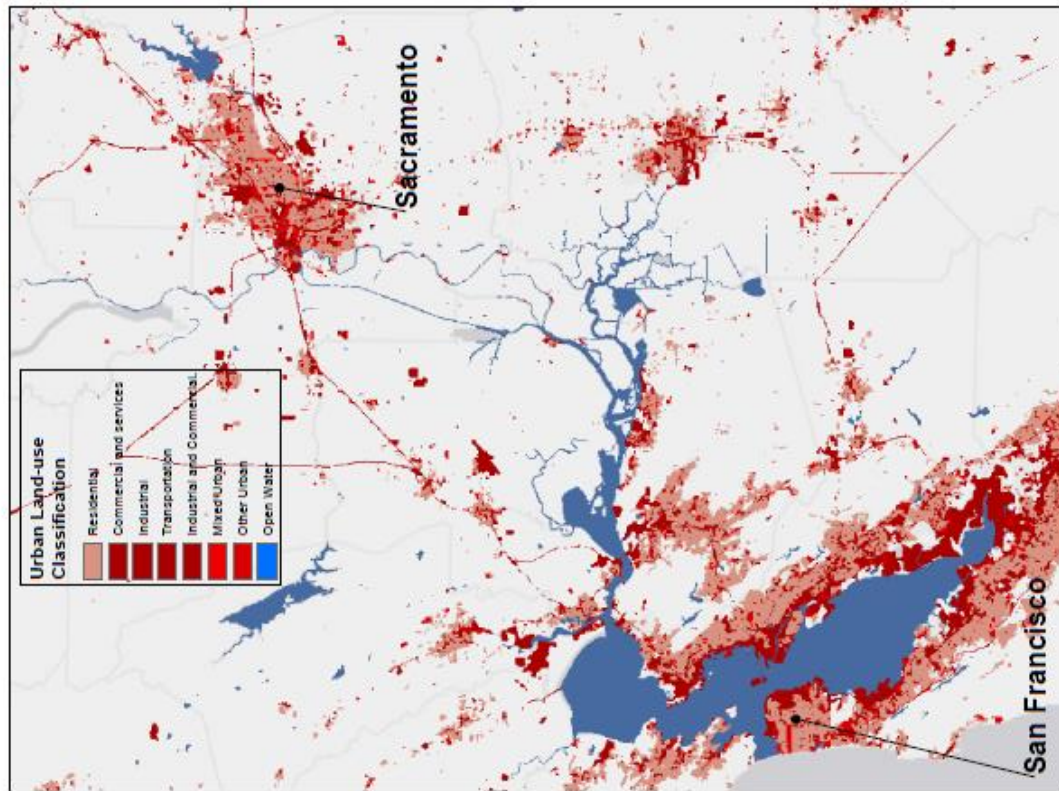 Urban Land-use
Classification
Residential
Commercial and services
Industrial
Transportation
Industrial and Commercial
Mixed Urban
Other Urban
Open Water
Sacramento
San Francisco